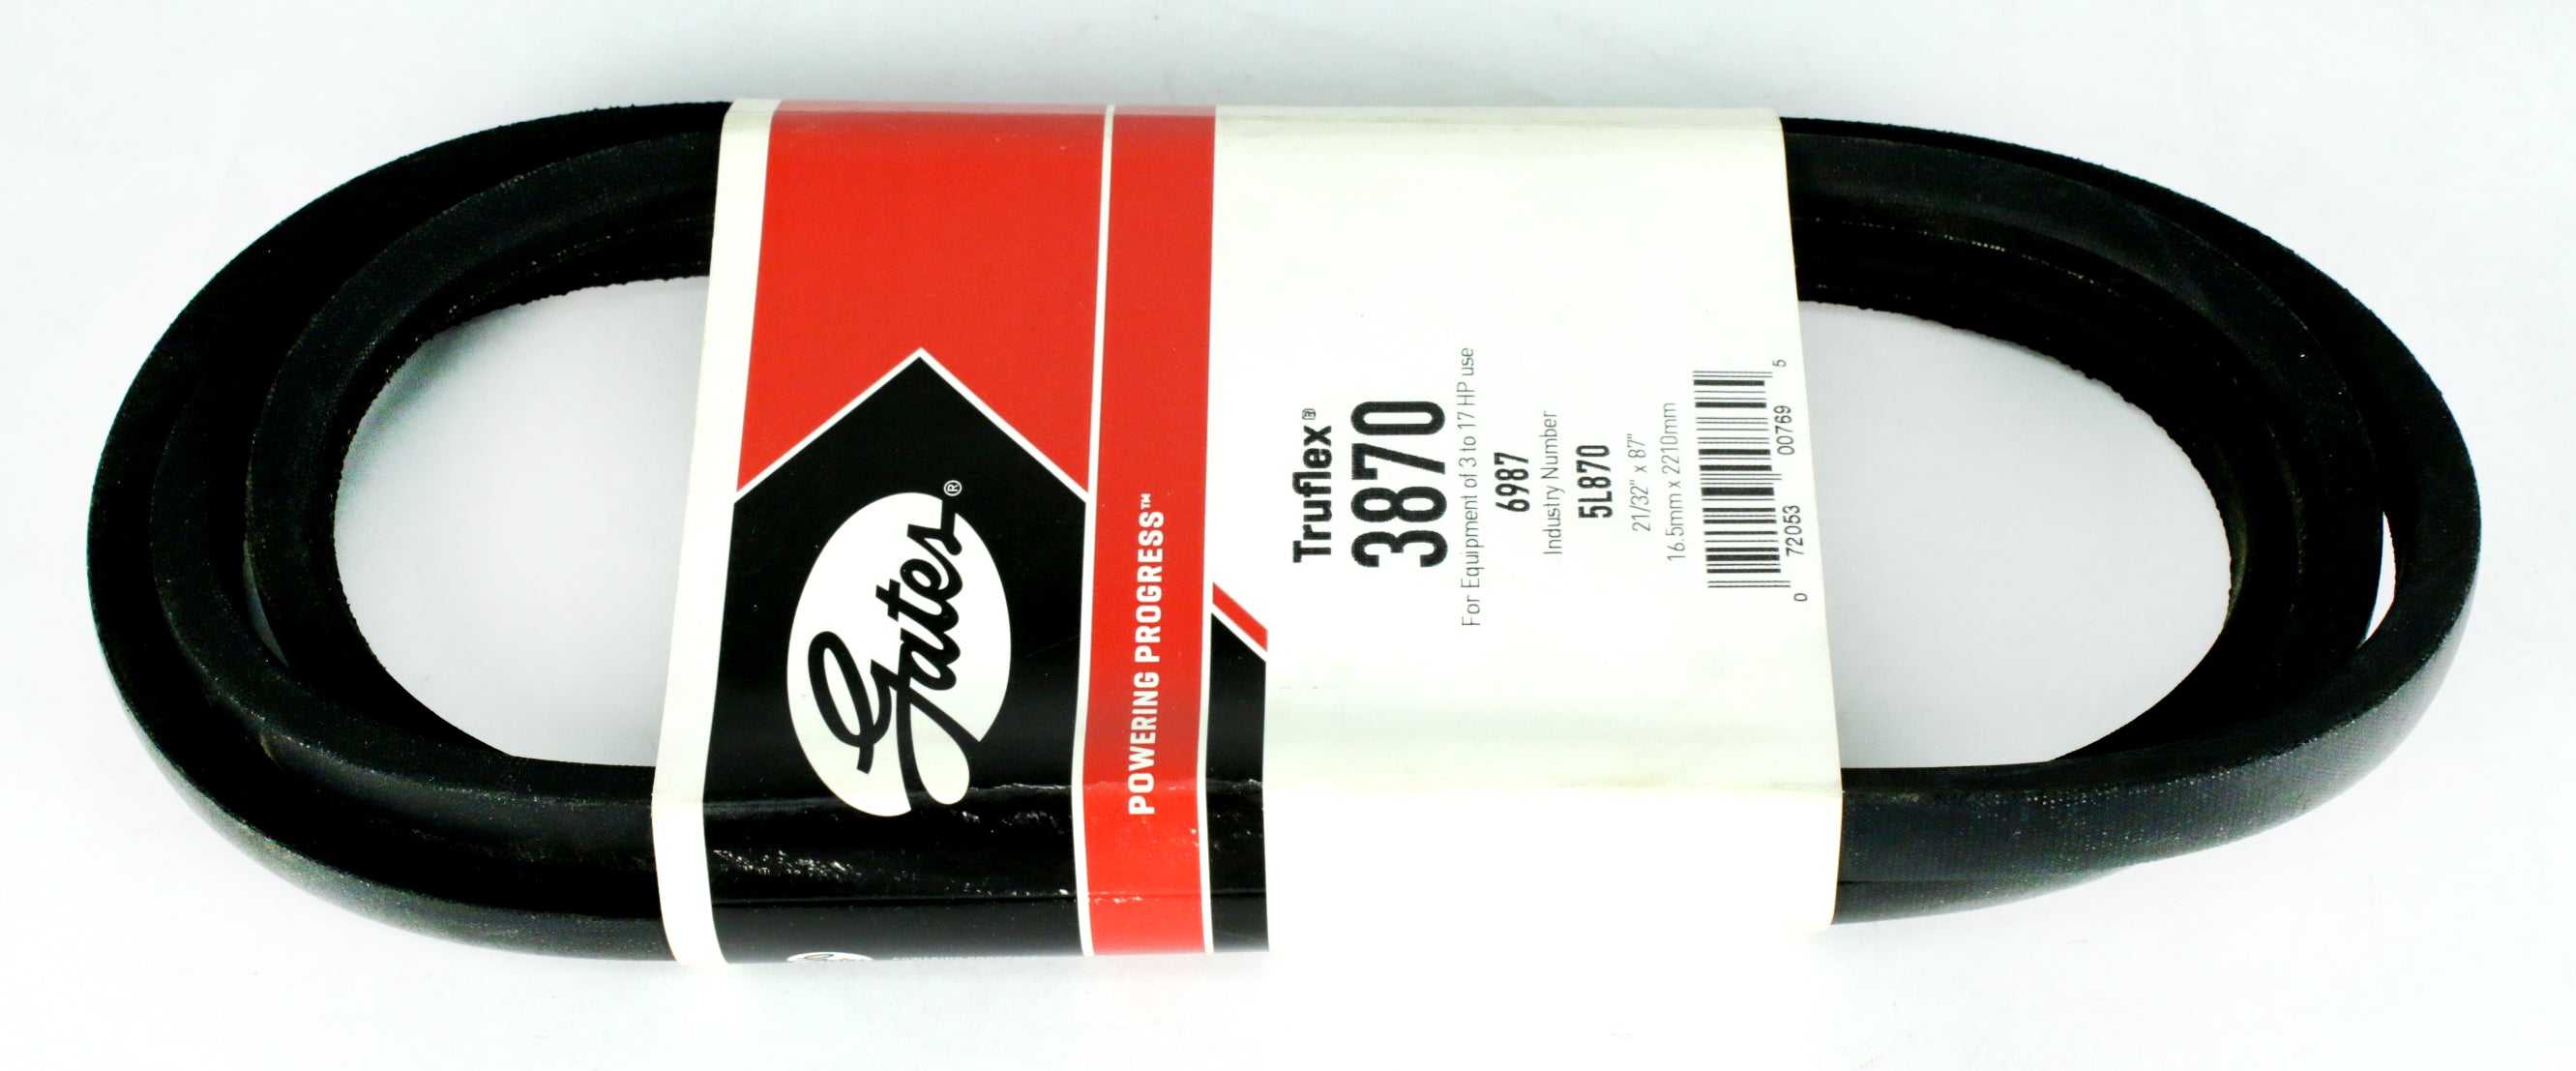 Gates®
POWERING PROGRESS™
Truflex®
3870
For Equipment of 3 to 17 HP use
6987
Industry Number
5L870
21/32" x 87"
16.5mm x 2210mm
0 72053 00769 5
Gates